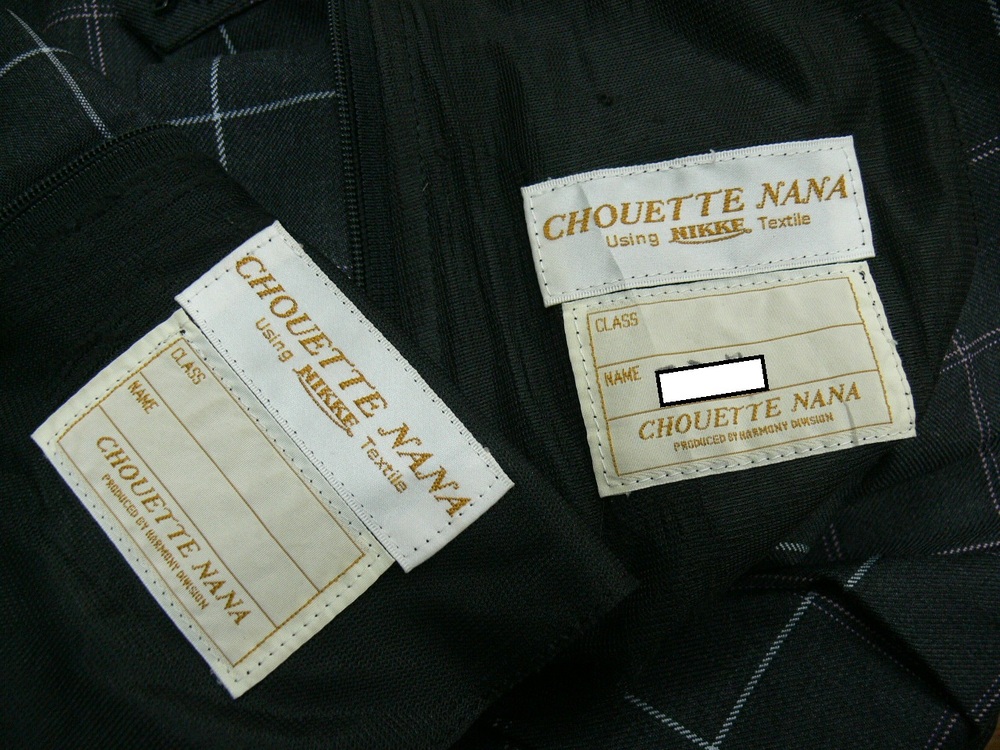 CHOUETTE NANA
Using NIKKE Textile
CLASS
NAME
CHOUETTE NANA
PRODUCED BY HARMONY DIVISION
CHOUETTE NANA
Using NIKKE Textile
CLASS
NAME
CHOUETTE NANA
PRODUCED BY HARMONY DIVISION